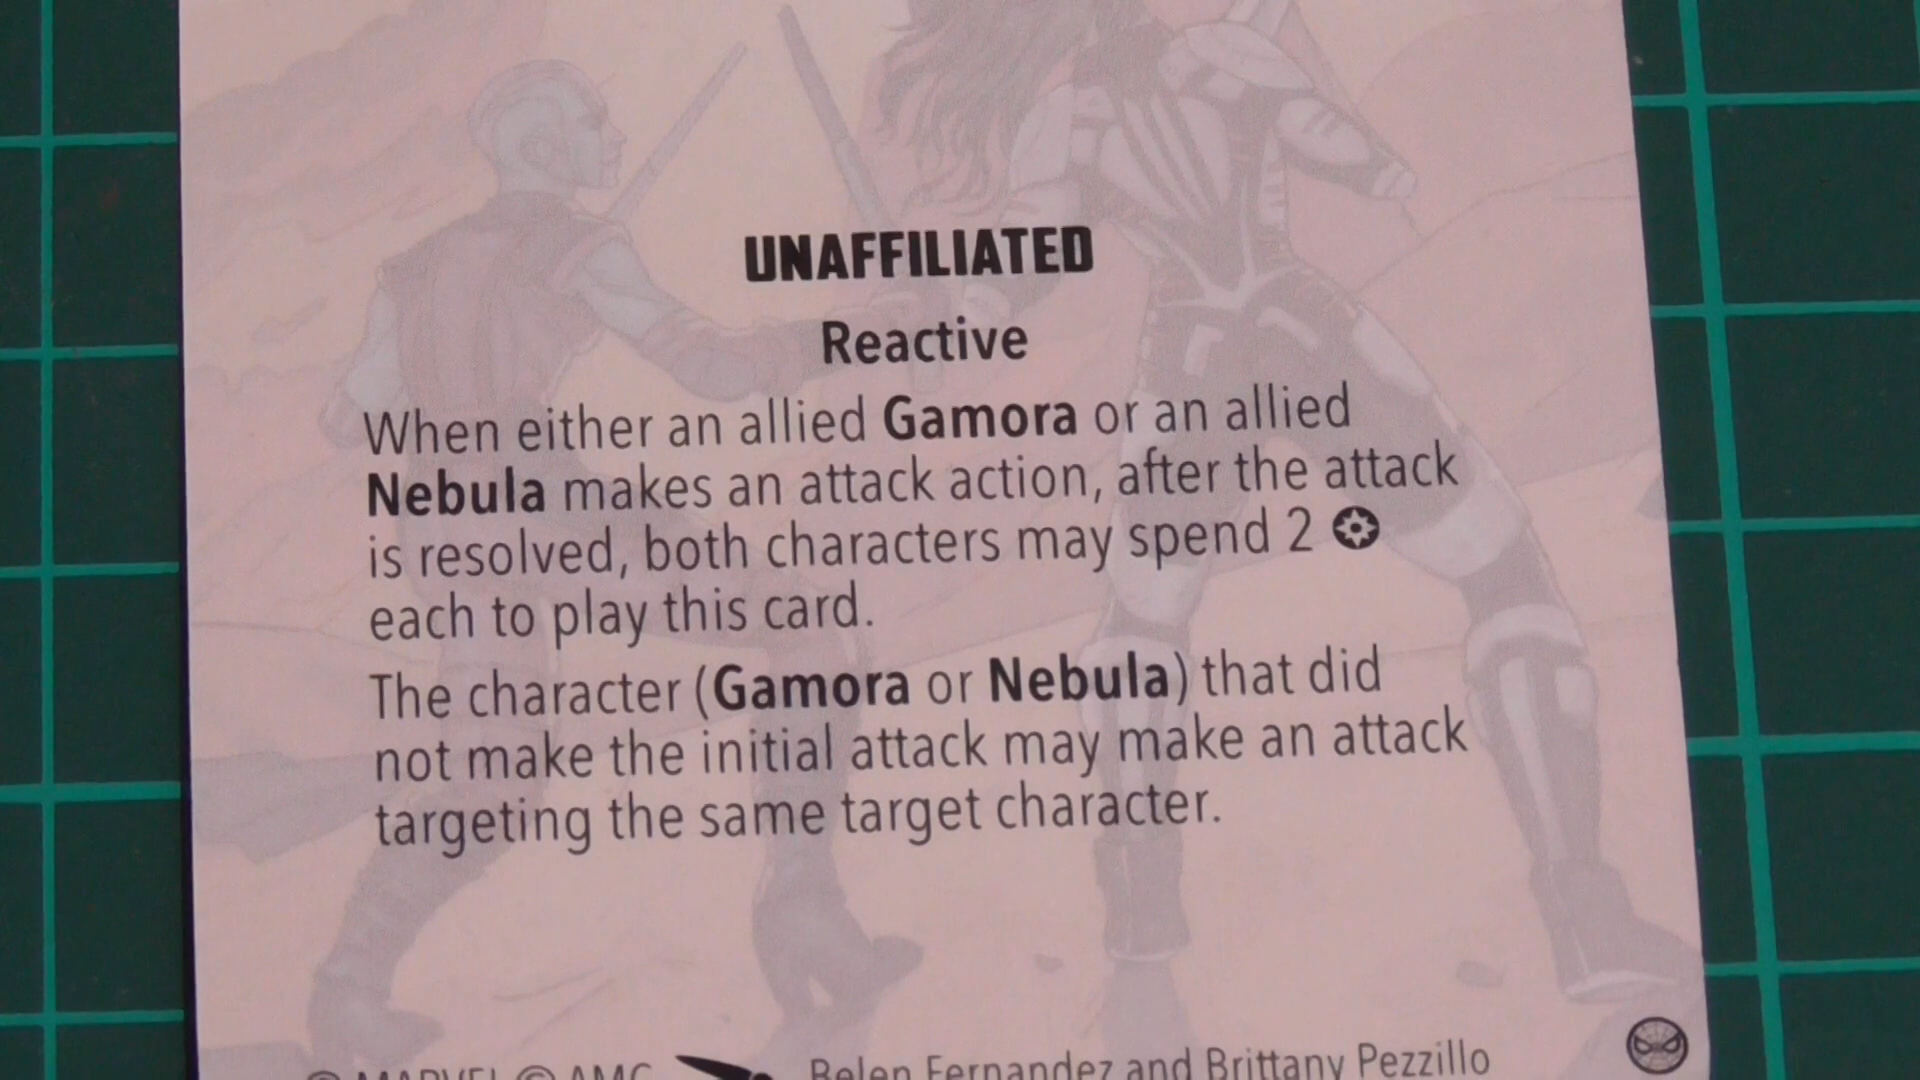 UNAFFILIATED
Reactive
When either an allied Gamora or an allied
Nebula makes an attack action, after the attack
is resolved, both characters may spend 2
each to play this card.
The character (Gamora or Nebula) that did
not make the initial attack may make an attack
targeting the same target character.
© MARVEL © AMG Belen Fernandez and Brittany Pezzillo